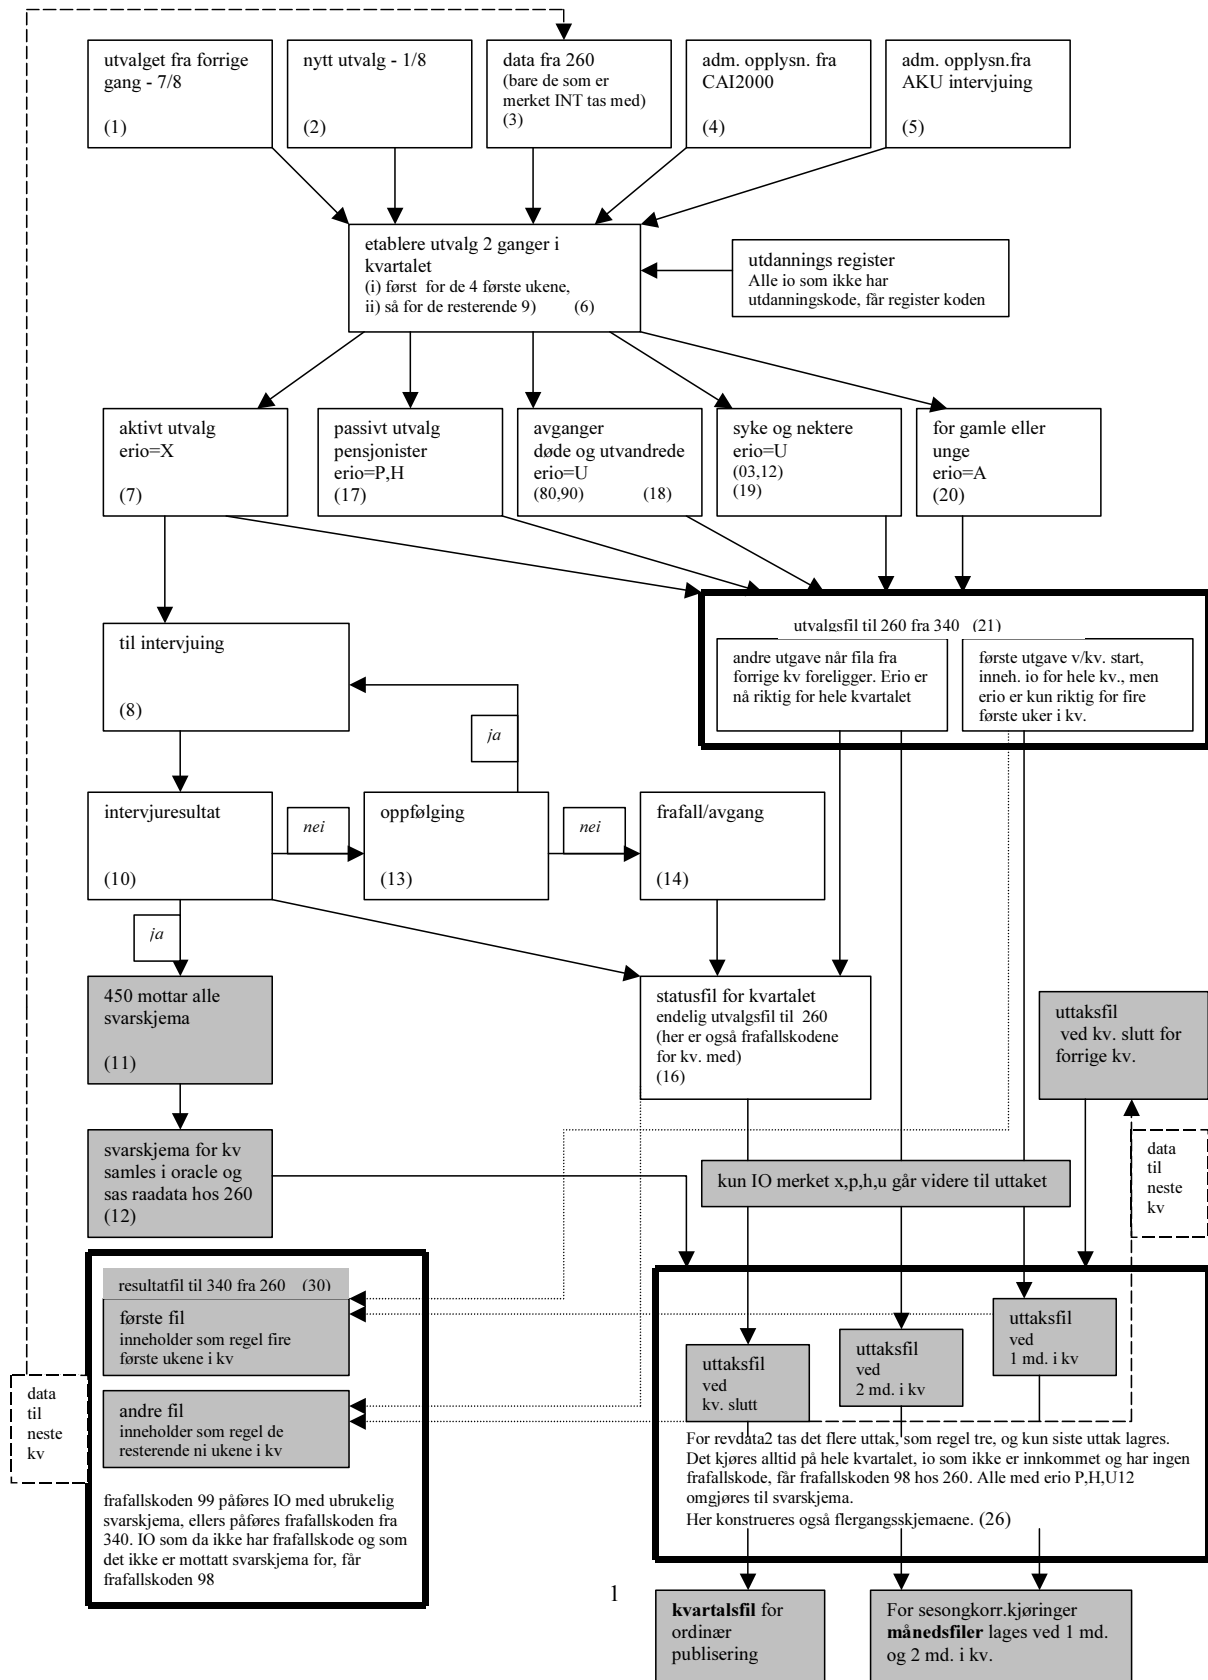 utvalget fra forrige
gang - 7/8
(1)
nytt utvalg - 1/8
(2)
data fra 260
(bare de som er
merket INT tas med)
(3)
adm. opplysn. fra
CAI2000
(4)
adm. opplysn.fra
AKU intervjuing
(5)
etablere utvalg 2 ganger i
kvartalet
(i) først  for de 4 første ukene,
ii) så for de resterende 9)        (6)
utdannings register
Alle io som ikke har
utdanningskode, får register koden
aktivt utvalg
erio=X
(7)
passivt utvalg
pensjonister
erio=P,H
(17)
avganger
døde og utvandrede
erio=U
(80,90)        (18)
syke og nektere
erio=U
(03,12)
(19)
for gamle eller
unge
erio=A
(20)
utvalgsfil til 260 fra 340   (21)
andre utgave når fila fra
forrige kv foreligger. Erio er
nå riktig for hele kvartalet
første utgave v/kv. start,
inneh. io for hele kv., men
erio er kun riktig for fire
første uker i kv.
til intervjuing
(8)
ja
intervjuresultat
(10)
nei
oppfølging
(13)
nei
frafall/avgang
(14)
ja
450 mottar alle
svarskjema
(11)
statusfil for kvartalet
endelig utvalgsfil til  260
(her er også frafallskodene
for kv. med)
(16)
uttaksfil
ved kv. slutt for
forrige kv.
svarskjema for kv
samles i oracle og
sas raadata hos 260
(12)
kun IO merket x,p,h,u går videre til uttaket
data
til
neste
kv
resultatfil til 340 fra 260    (30)
første fil
inneholder som regel fire
første ukene i kv
andre fil
inneholder som regel de
resterende ni ukene i kv
frafallskoden 99 påføres IO med ubrukelig
svarskjema, ellers påføres frafallskoden fra
340. IO som da ikke har frafallskode og som
det ikke er mottatt svarskjema for, får
frafallskoden 98
data
til
neste
kv
uttaksfil
ved
kv. slutt
uttaksfil
ved
2 md. i kv
uttaksfil
ved
1 md. i kv
For revdata2 tas det flere uttak, som regel tre, og kun siste uttak lagres.
Det kjøres alltid på hele kvartalet, io som ikke er innkommet og har ingen
frafallskode, får frafallskoden 98 hos 260. Alle med erio P,H,U12
omgjøres til svarskjema.
Her konstrueres også flergangsskjemaene. (26)
1
kvartalsfil for
ordinær
publisering
For sesongkorr.kjøringer
månedsfiler lages ved 1 md.
og 2 md. i kv.